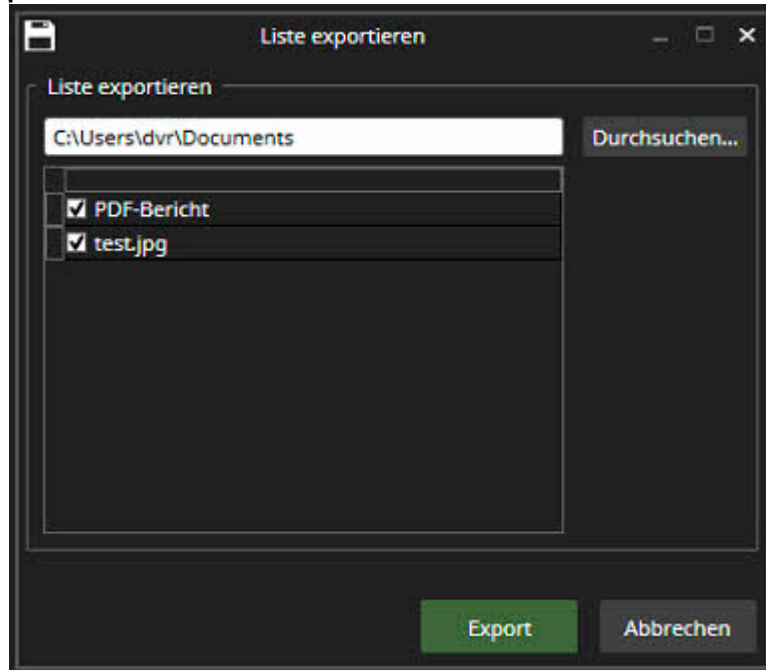 Liste exportieren
Liste exportieren
C:\Users\dvr\Documents
Durchsuchen...
PDF-Bericht
test.jpg
Export
Abbrechen